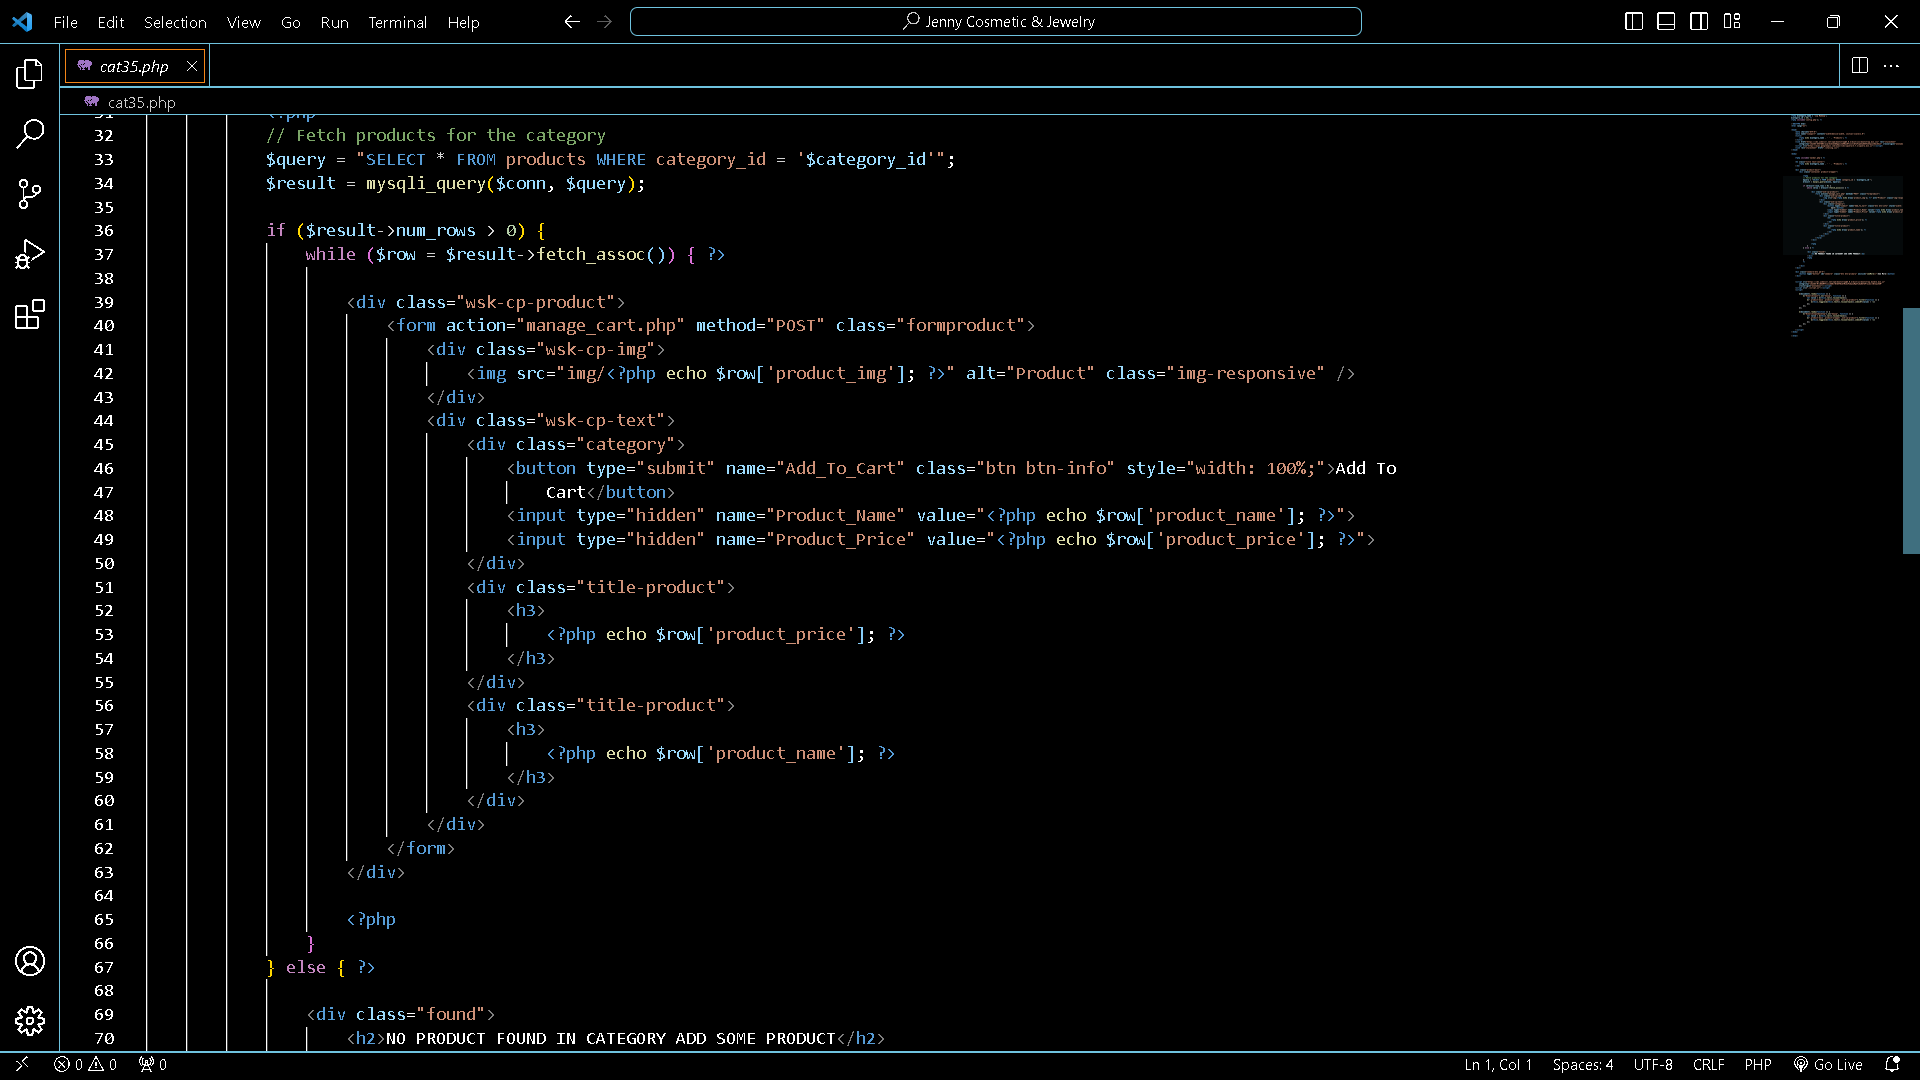 File Edit Selection View Go Run Terminal Help
Jenny Cosmetic & Jewelry
cat35.php
cat35.php
31 <?php
32 // Fetch products for the category
33 $query = "SELECT * FROM products WHERE category_id = '$category_id'";
34 $result = mysqli_query($conn, $query);
35
36 if ($result->num_rows > 0) {
37 while ($row = $result->fetch_assoc()) { ?>
38
39 <div class="wsk-cp-product">
40 <form action="manage_cart.php" method="POST" class="formproduct">
41 <div class="wsk-cp-img">
42 <img src="img/<?php echo $row['product_img']; ?>" alt="Product" class="img-responsive" />
43 </div>
44 <div class="wsk-cp-text">
45 <div class="category">
46 <button type="submit" name="Add_To_Cart" class="btn btn-info" style="width: 100%;">Add To
47 Cart</button>
48 <input type="hidden" name="Product_Name" value="<?php echo $row['product_name']; ?>">
49 <input type="hidden" name="Product_Price" value="<?php echo $row['product_price']; ?>">
50 </div>
51 <div class="title-product">
52 <h3>
53 <?php echo $row['product_price']; ?>
54 </h3>
55 </div>
56 <div class="title-product">
57 <h3>
58 <?php echo $row['product_name']; ?>
59 </h3>
60 </div>
61 </div>
62 </form>
63 </div>
64
65 <?php
66 }
67 } else { ?>
68
69 <div class="found">
70 <h2>NO PRODUCT FOUND IN CATEGORY ADD SOME PRODUCT</h2>
0 0 0 Ln 1, Col 1 Spaces: 4 UTF-8 CRLF PHP Go Live